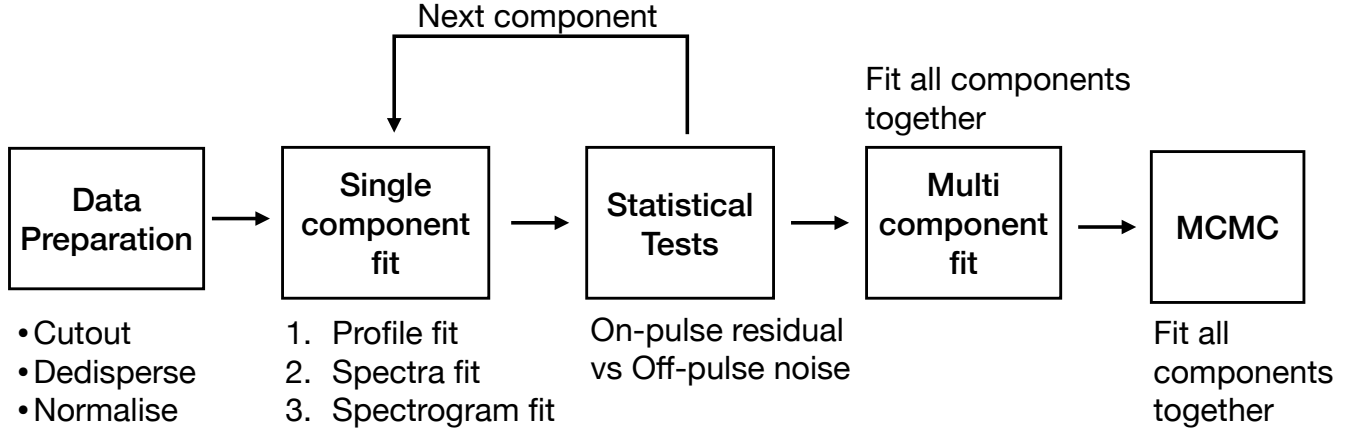 Next component
Fit all components
together
Data
Preparation
Single
component
fit
Statistical
Tests
Multi
component
fit
MCMC
•Cutout
•Dedisperse
•Normalise
1. Profile fit
2. Spectra fit
3. Spectrogram fit
On-pulse residual
vs Off-pulse noise
Fit all
components
together